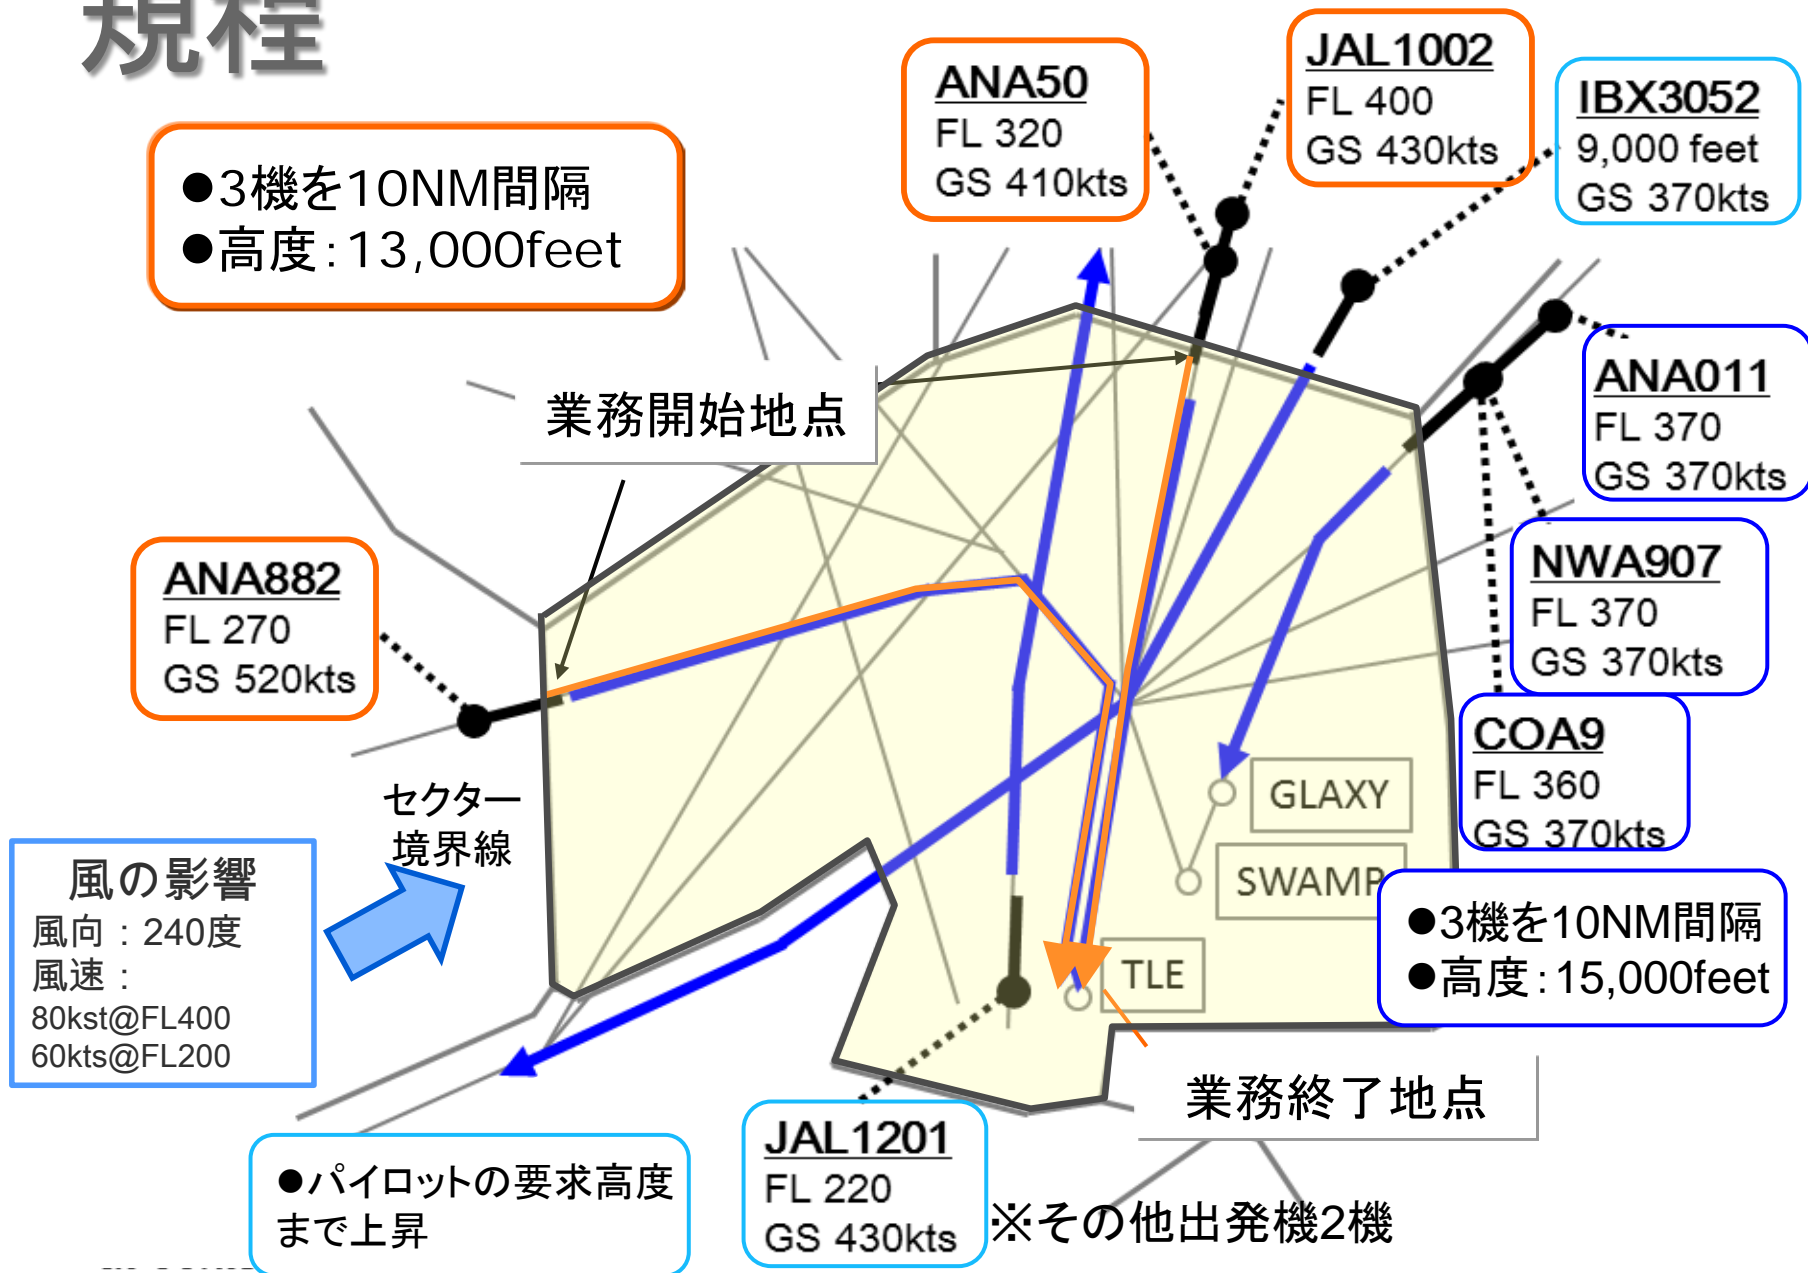 規程
●3機を10NM間隔
●高度：13,000feet
ANA50
FL 320
GS 410kts
JAL1002
FL 400
GS 430kts
IBX3052
9,000 feet
GS 370kts
ANA011
FL 370
GS 370kts
業務開始地点
NWA907
FL 370
GS 370kts
ANA882
FL 270
GS 520kts
COA9
FL 360
GS 370kts
GLAXY
SWAMP
セクター
境界線
風の影響
風向：240度
風速：
80kst@FL400
60kts@FL200
●3機を10NM間隔
●高度：15,000feet
TLE
業務終了地点
JAL1201
FL 220
GS 430kts
●パイロットの要求高度
まで上昇
※その他出発機2機